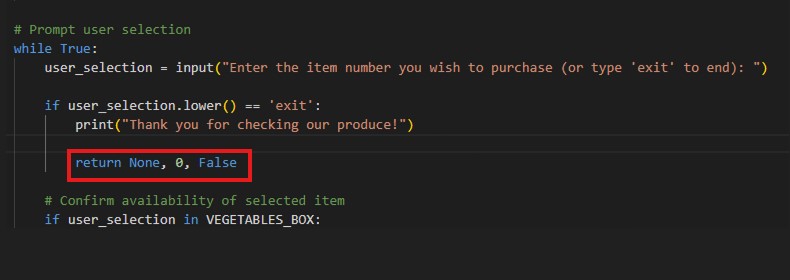 # Prompt user selection
while True:
user_selection = input("Enter the item number you wish to purchase (or type 'exit' to end): ")
if user_selection.lower() == 'exit':
print("Thank you for checking our produce!")
return None, 0, False
# Confirm availability of selected item
if user_selection in VEGETABLES_BOX: